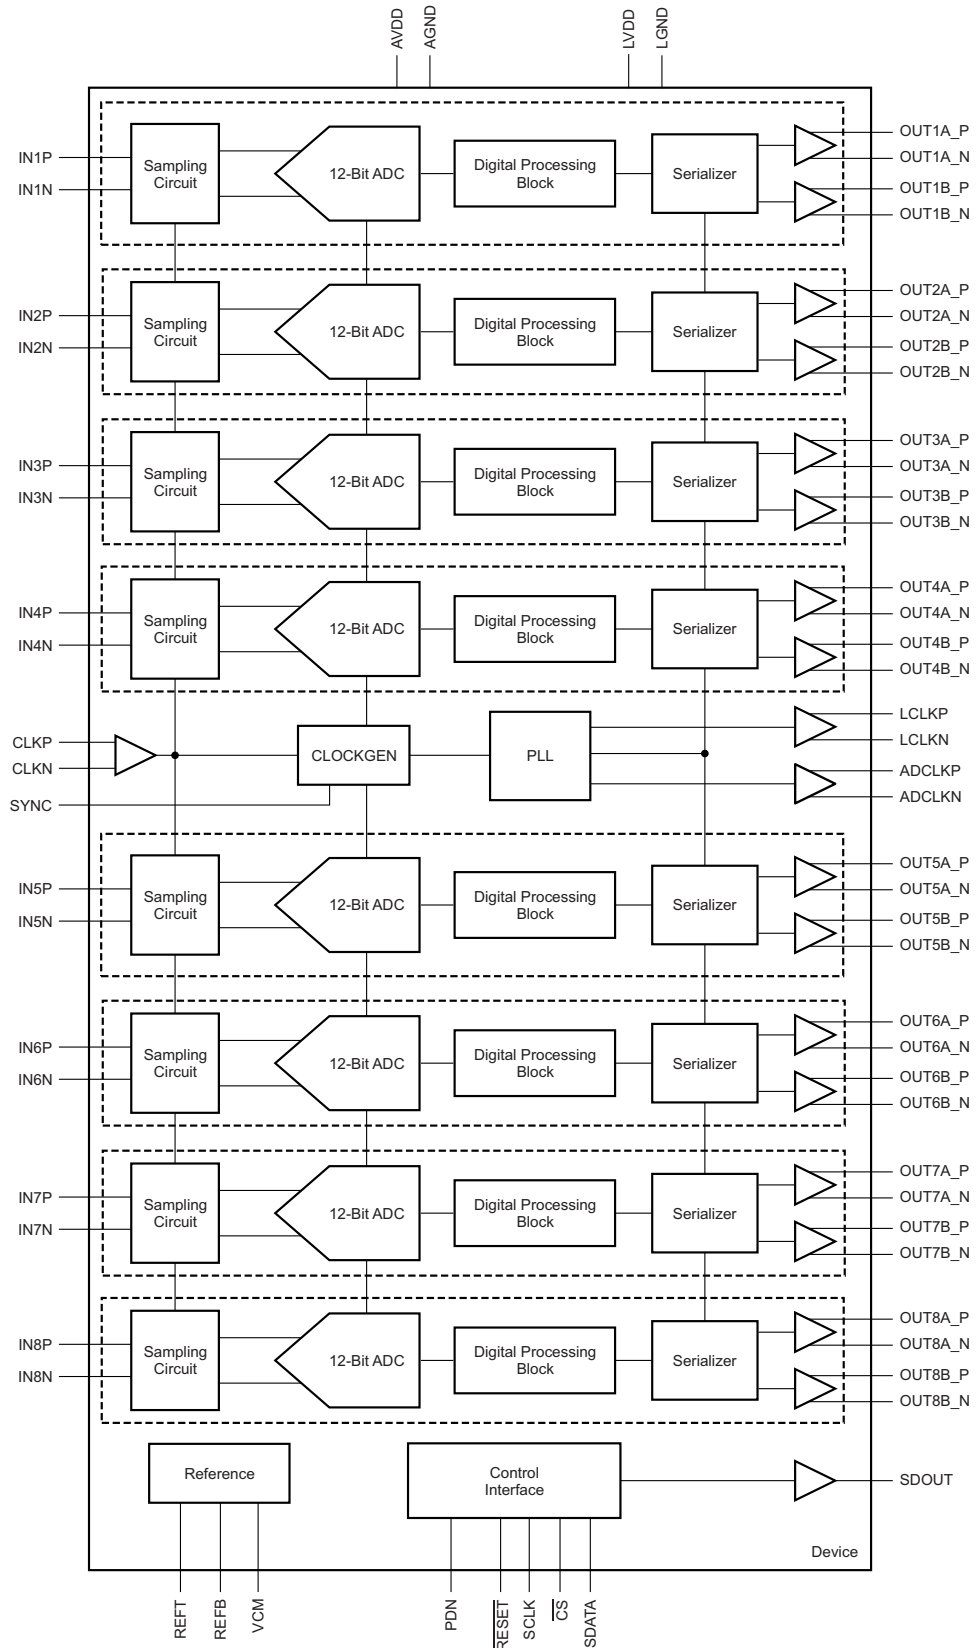 AVDD
AGND
LVDD
LGND
IN1P
IN1N
Sampling
Circuit
12-Bit ADC
Digital Processing
Block
Serializer
OUT1A_P
OUT1A_N
OUT1B_P
OUT1B_N
IN2P
IN2N
Sampling
Circuit
12-Bit ADC
Digital Processing
Block
Serializer
OUT2A_P
OUT2A_N
OUT2B_P
OUT2B_N
IN3P
IN3N
Sampling
Circuit
12-Bit ADC
Digital Processing
Block
Serializer
OUT3A_P
OUT3A_N
OUT3B_P
OUT3B_N
IN4P
IN4N
Sampling
Circuit
12-Bit ADC
Digital Processing
Block
Serializer
OUT4A_P
OUT4A_N
OUT4B_P
OUT4B_N
CLKP
CLKN
SYNC
CLOCKGEN
PLL
LCLKP
LCLKN
ADCLKP
ADCLKN
IN5P
IN5N
Sampling
Circuit
12-Bit ADC
Digital Processing
Block
Serializer
OUT5A_P
OUT5A_N
OUT5B_P
OUT5B_N
IN6P
IN6N
Sampling
Circuit
12-Bit ADC
Digital Processing
Block
Serializer
OUT6A_P
OUT6A_N
OUT6B_P
OUT6B_N
IN7P
IN7N
Sampling
Circuit
12-Bit ADC
Digital Processing
Block
Serializer
OUT7A_P
OUT7A_N
OUT7B_P
OUT7B_N
IN8P
IN8N
Sampling
Circuit
12-Bit ADC
Digital Processing
Block
Serializer
OUT8A_P
OUT8A_N
OUT8B_P
OUT8B_N
Reference
Control
Interface
SDOUT
Device
REFT
REFB
VCM
PDN
RESET
SCLK
CS
SDATA